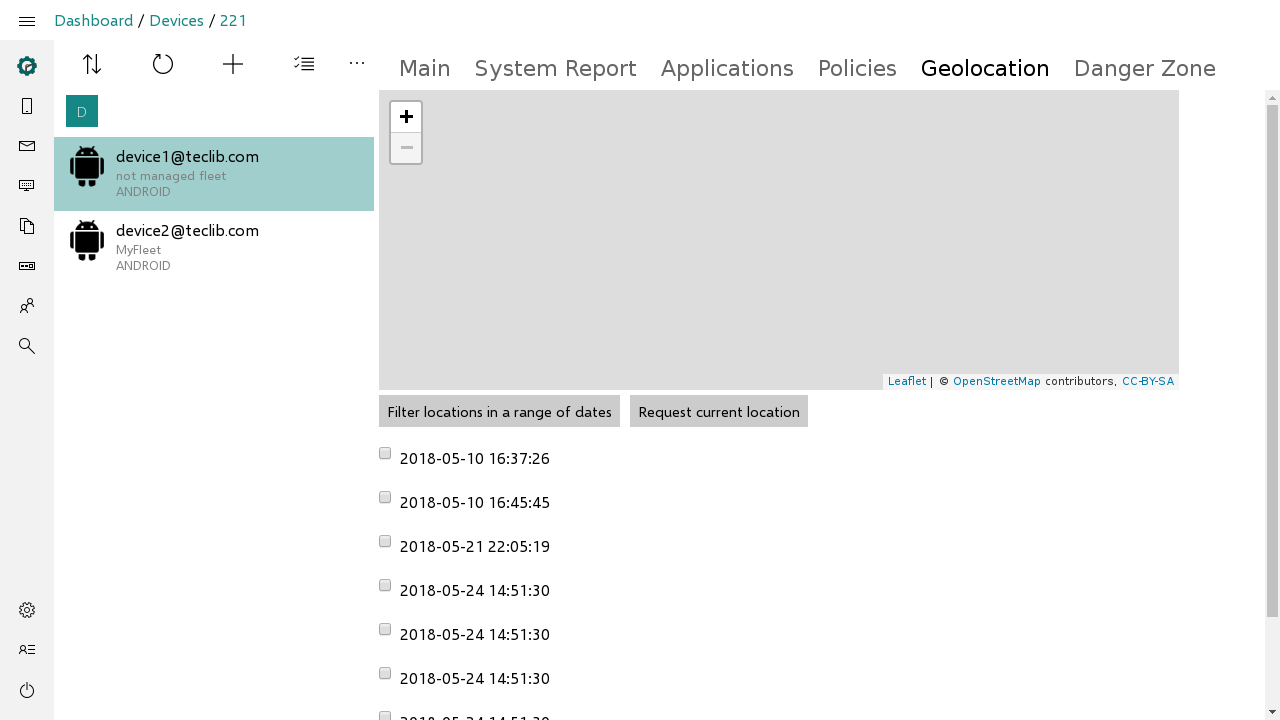 Dashboard / Devices / 221
Main System Report Applications Policies Geolocation Danger Zone
D
device1@teclib.com
not managed fleet
ANDROID
device2@teclib.com
MyFleet
ANDROID
+
−
Leaflet | © OpenStreetMap contributors, CC-BY-SA
Filter locations in a range of dates
Request current location
2018-05-10 16:37:26
2018-05-10 16:45:45
2018-05-21 22:05:19
2018-05-24 14:51:30
2018-05-24 14:51:30
2018-05-24 14:51:30